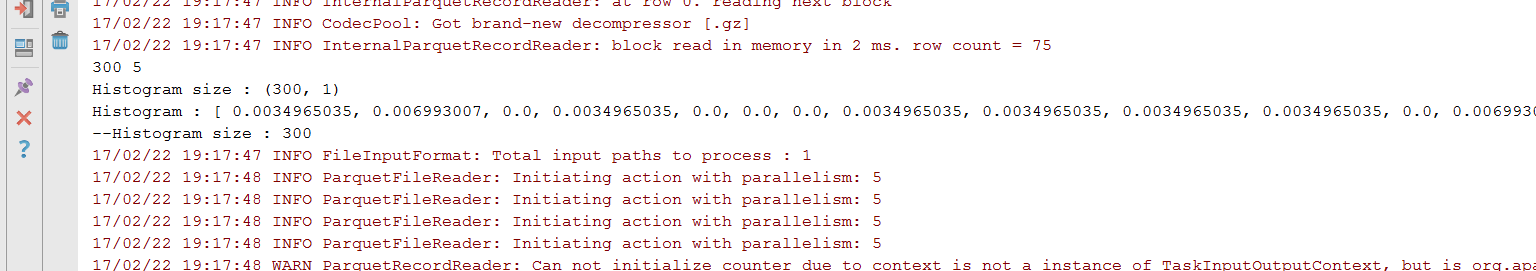 17/02/22 19:17:47 INFO InternalParquetRecordReader: at row 0. reading next block
17/02/22 19:17:47 INFO CodecPool: Got brand-new decompressor [.gz]
17/02/22 19:17:47 INFO InternalParquetRecordReader: block read in memory in 2 ms. row count = 75
300 5
Histogram size : (300, 1)
Histogram : [ 0.0034965035, 0.006993007, 0.0, 0.0034965035, 0.0, 0.0, 0.0, 0.0034965035, 0.0034965035, 0.0034965035, 0.0034965035, 0.0, 0.006993
--Histogram size : 300
17/02/22 19:17:47 INFO FileInputFormat: Total input paths to process : 1
17/02/22 19:17:48 INFO ParquetFileReader: Initiating action with parallelism: 5
17/02/22 19:17:48 INFO ParquetFileReader: Initiating action with parallelism: 5
17/02/22 19:17:48 INFO ParquetFileReader: Initiating action with parallelism: 5
17/02/22 19:17:48 INFO ParquetFileReader: Initiating action with parallelism: 5
17/02/22 19:17:48 WARN ParquetRecordReader: Can not initialize counter due to context is not a instance of TaskInputOutputContext, but is org.ap